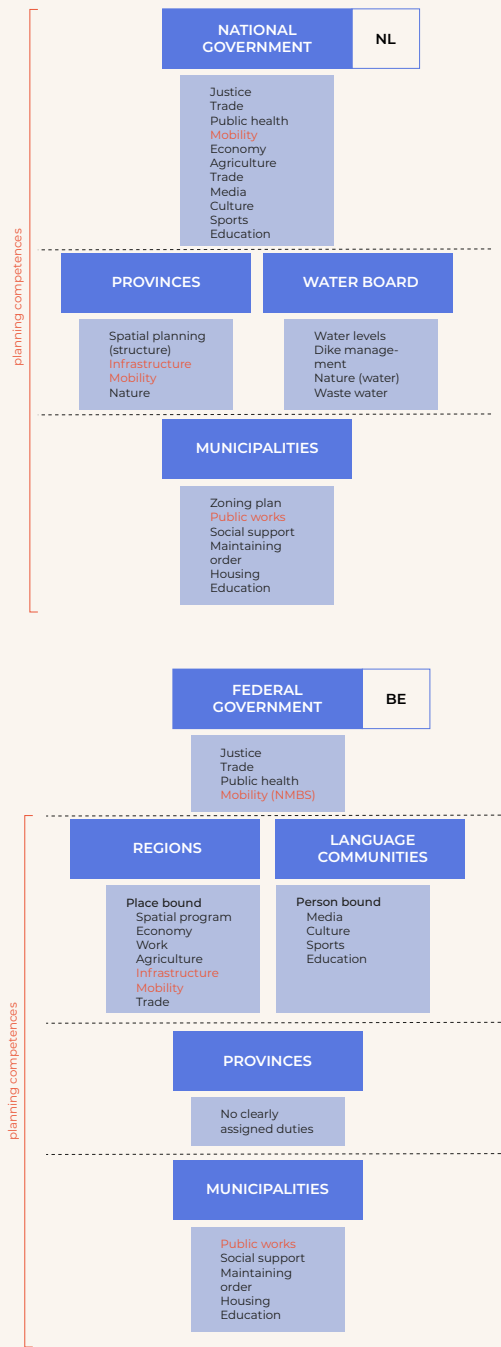 NATIONAL
GOVERNMENT
NL
Justice
Trade
Public health
Mobility
Economy
Agriculture
Trade
Media
Culture
Sports
Education
planning competences
PROVINCES
Spatial planning
(structure)
Infrastructure
Mobility
Nature
WATER BOARD
Water levels
Dike manage-
ment
Nature (water)
Waste water
MUNICIPALITIES
Zoning plan
Public works
Social support
Maintaining
order
Housing
Education
FEDERAL
GOVERNMENT
BE
Justice
Trade
Public health
Mobility (NMBS)
planning competences
REGIONS
Place bound
Spatial program
Economy
Work
Agriculture
Infrastructure
Mobility
Trade
LANGUAGE
COMMUNITIES
Person bound
Media
Culture
Sports
Education
PROVINCES
No clearly
assigned duties
MUNICIPALITIES
Public works
Social support
Maintaining
order
Housing
Education